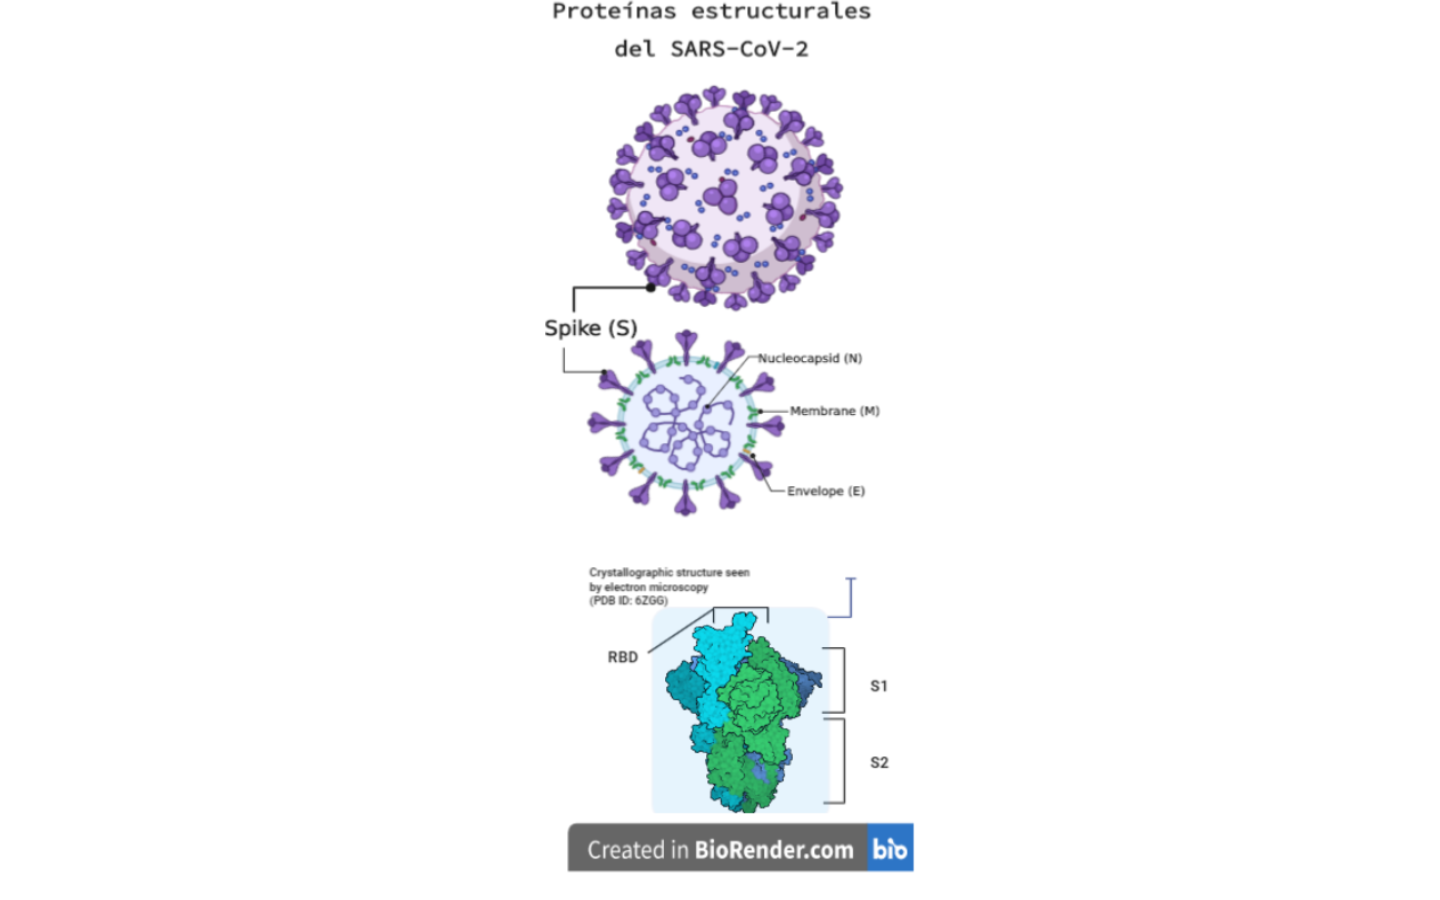 Proteínas estructurales
del SARS-CoV-2
Spike (S)
Nucleocapsid (N)
Membrane (M)
Envelope (E)
Crystallographic structure seen
by electron microscopy
(PDB ID: 6ZGG)
RBD
S1
S2
Created in BioRender.com bio